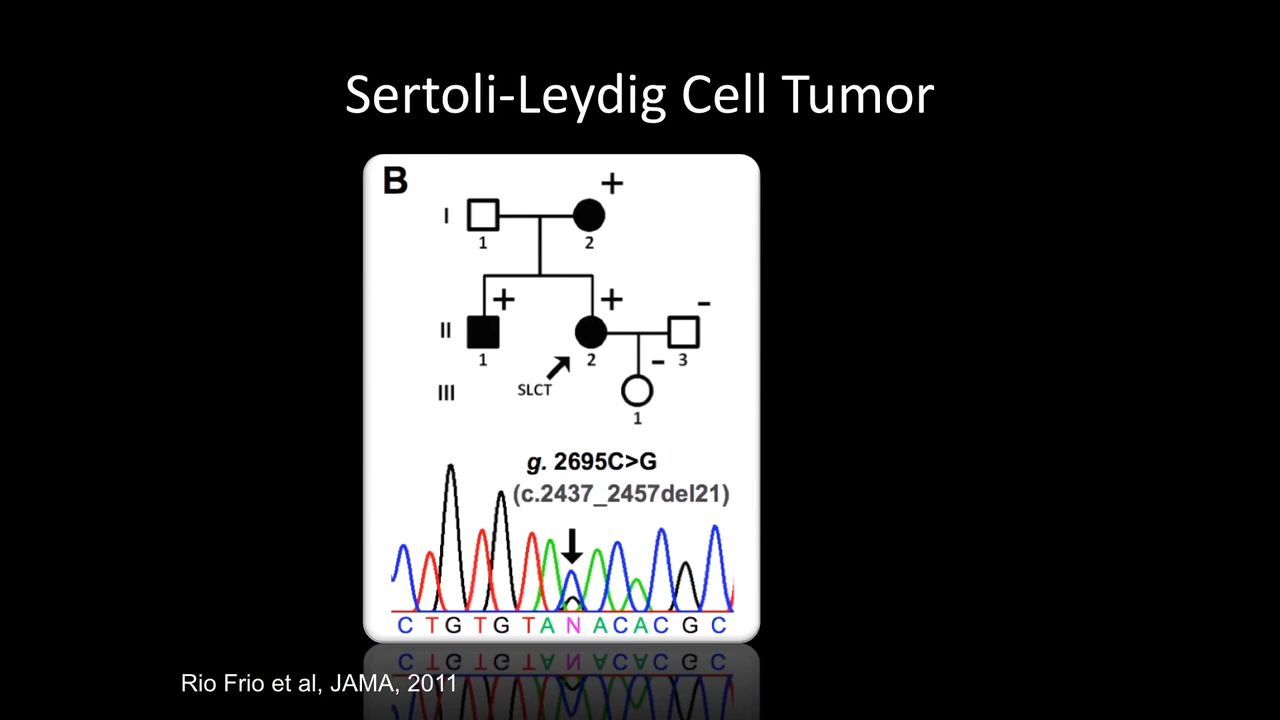 Sertoli-Leydig Cell Tumor
B
+
I
1
2
+
+
-
II
1
2
-
3
SLCT
III
1
g. 2695C>G
(c.2437_2457del21)
C T G T G T A N A C A C G C
Rio Frio et al, JAMA, 2011